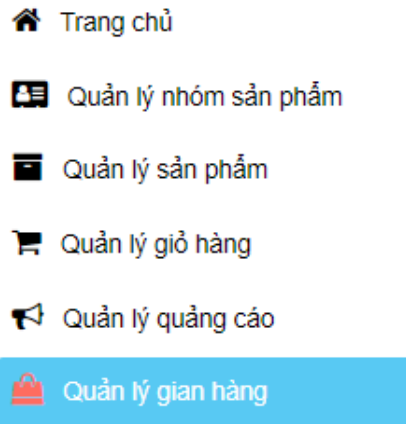 Trang chủ
Quản lý nhóm sản phẩm
Quản lý sản phẩm
Quản lý giỏ hàng
Quản lý quảng cáo
Quản lý gian hàng